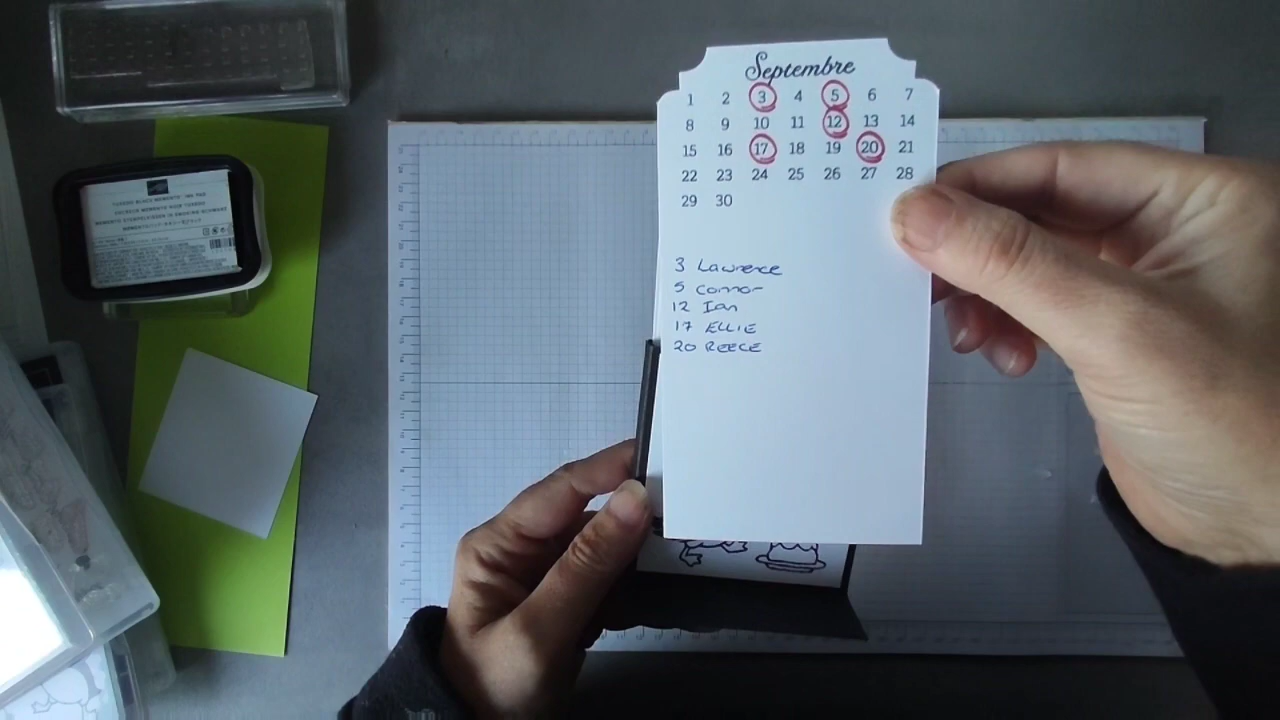 Septembre
1 2 3 4 5 6 7
8 9 10 11 12 13 14
15 16 17 18 19 20 21
22 23 24 25 26 27 28
29 30
3 Lawrence
5 Connor
12 Ian
17 ELLIE
20 REECE